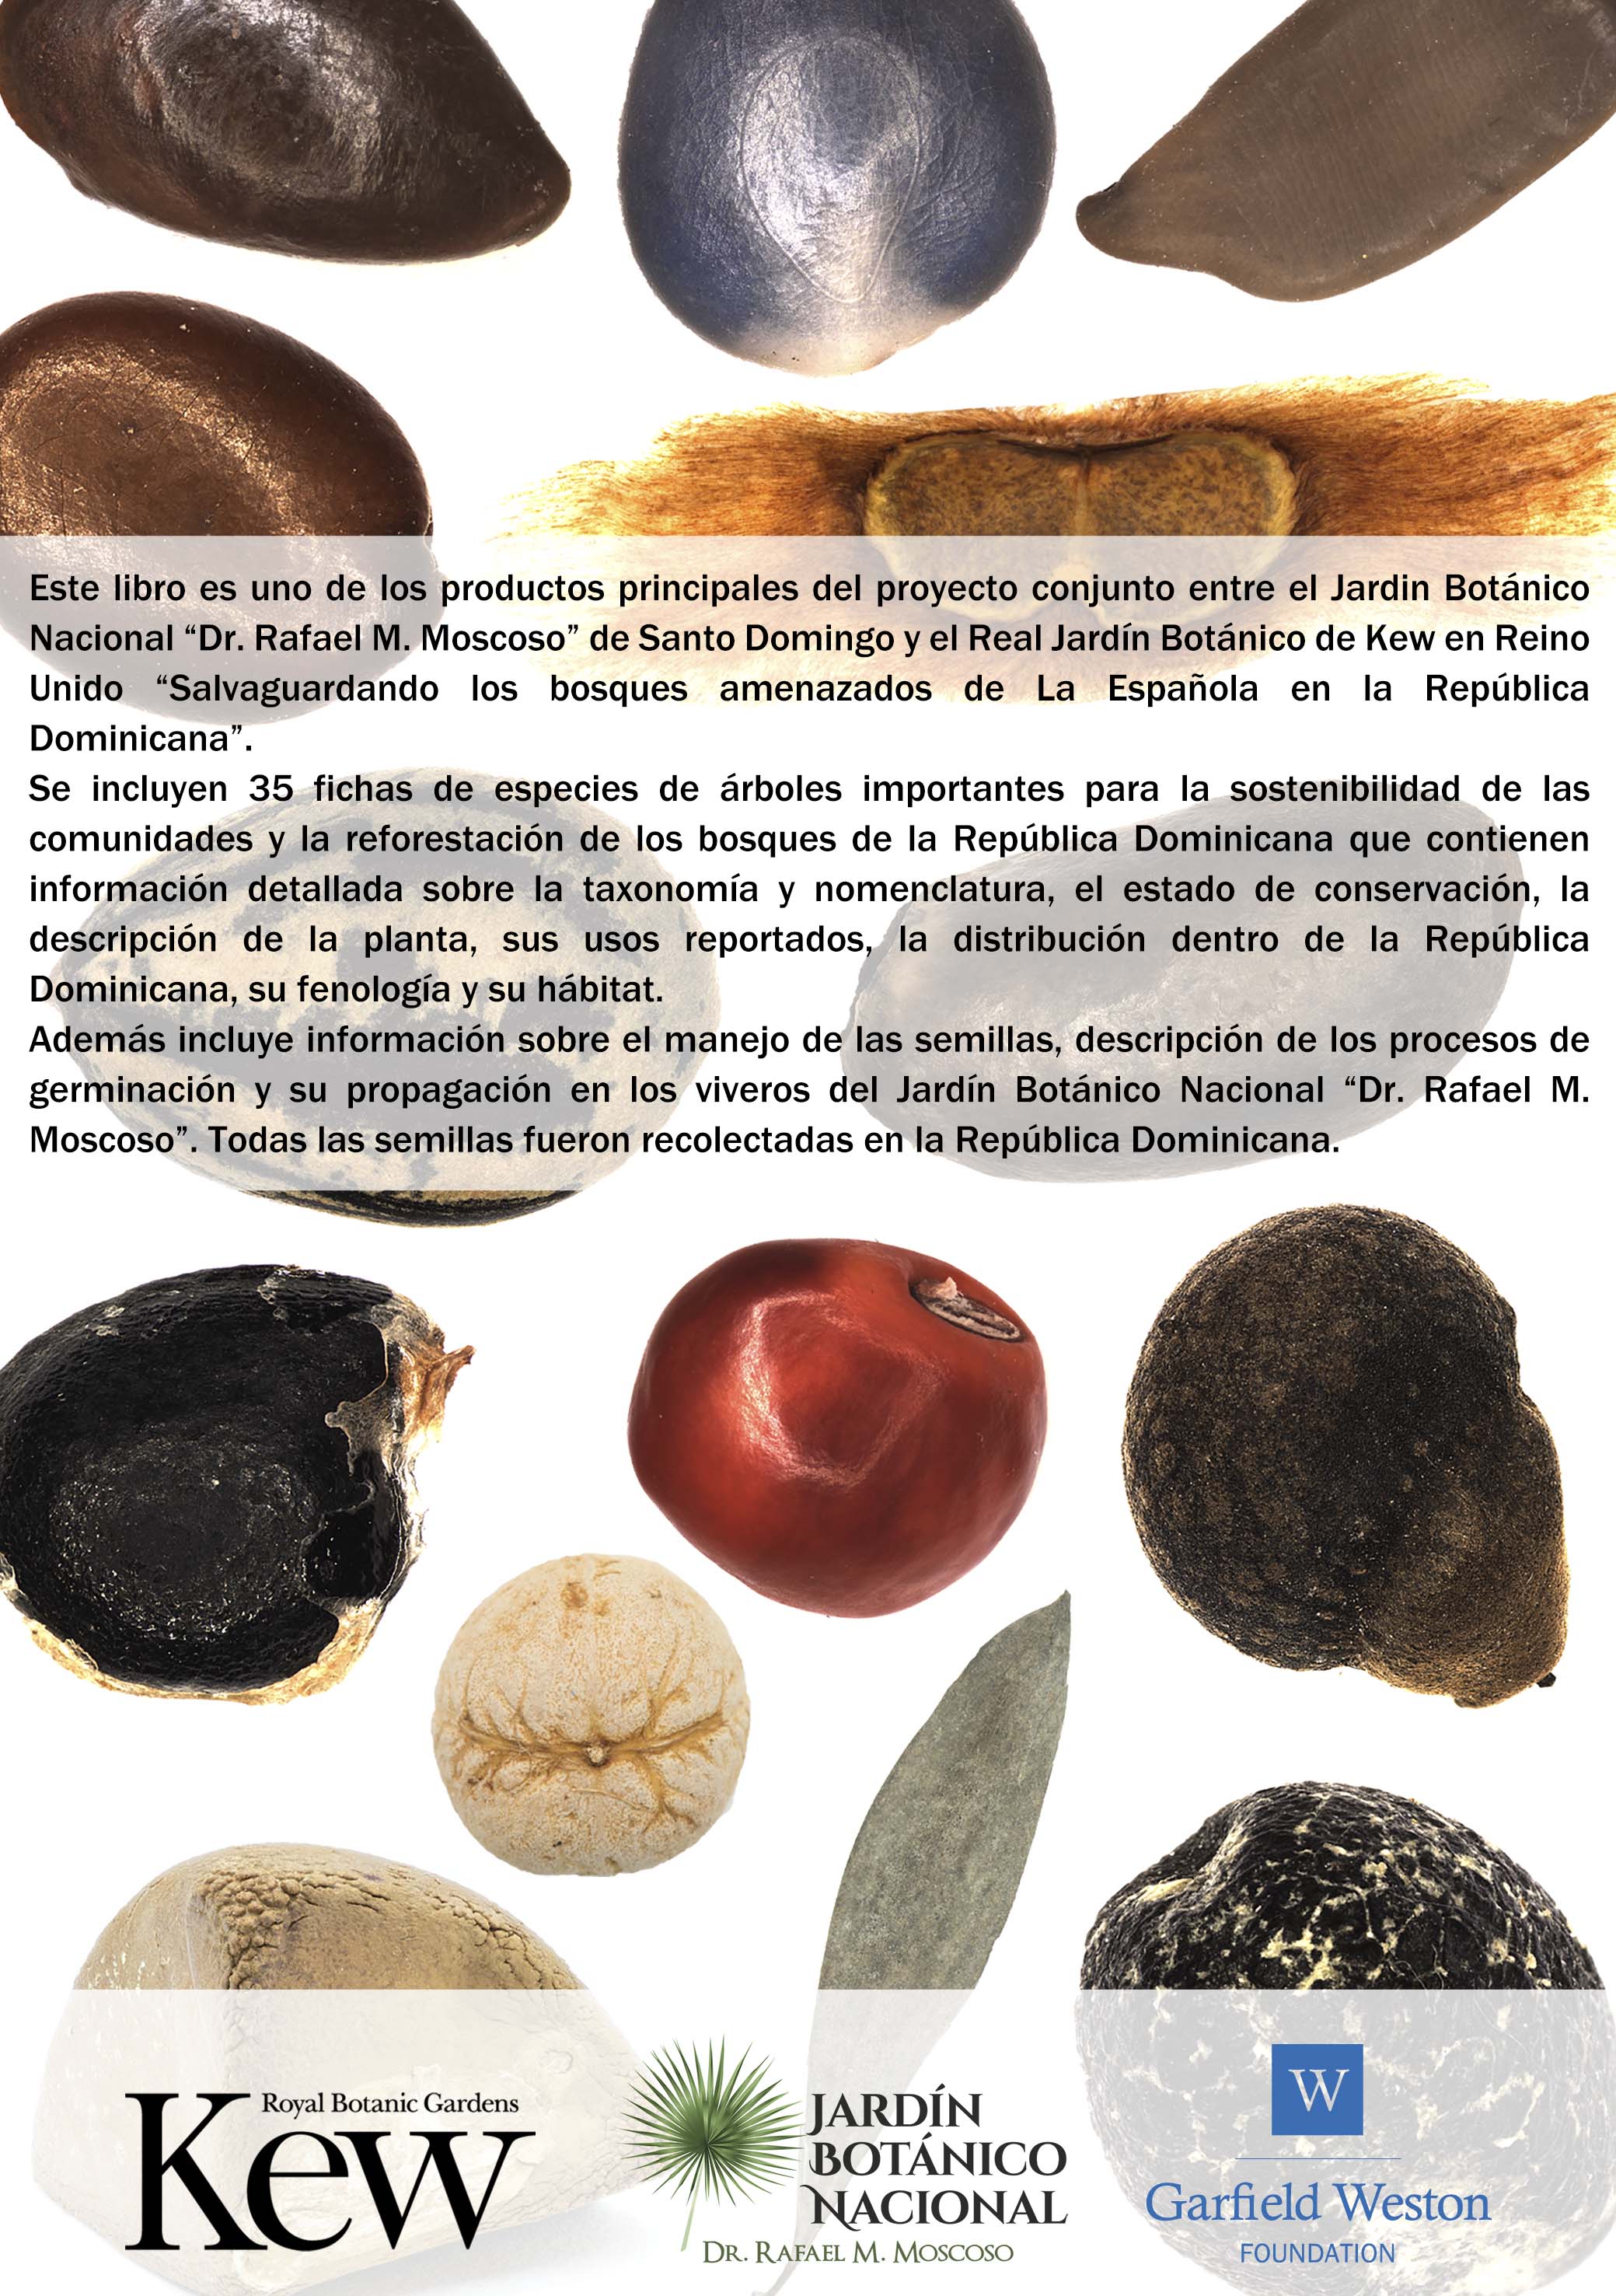 Este libro es uno de los productos principales del proyecto conjunto entre el Jardin Botánico
Nacional “Dr. Rafael M. Moscoso” de Santo Domingo y el Real Jardín Botánico de Kew en Reino
Unido “Salvaguardando los bosques amenazados de La Española en la República
Dominicana”.
Se incluyen 35 fichas de especies de árboles importantes para la sostenibilidad de las
comunidades y la reforestación de los bosques de la República Dominicana que contienen
información detallada sobre la taxonomía y nomenclatura, el estado de conservación, la
descripción de la planta, sus usos reportados, la distribución dentro de la República
Dominicana, su fenología y su hábitat.
Además incluye información sobre el manejo de las semillas, descripción de los procesos de
germinación y su propagación en los viveros del Jardín Botánico Nacional “Dr. Rafael M.
Moscoso”. Todas las semillas fueron recolectadas en la República Dominicana.
Royal Botanic Gardens
Kew
JARDÍN
BOTÁNICO
NACIONAL
DR. RAFAEL M. MOSCOSO
W
Garfield Weston
FOUNDATION